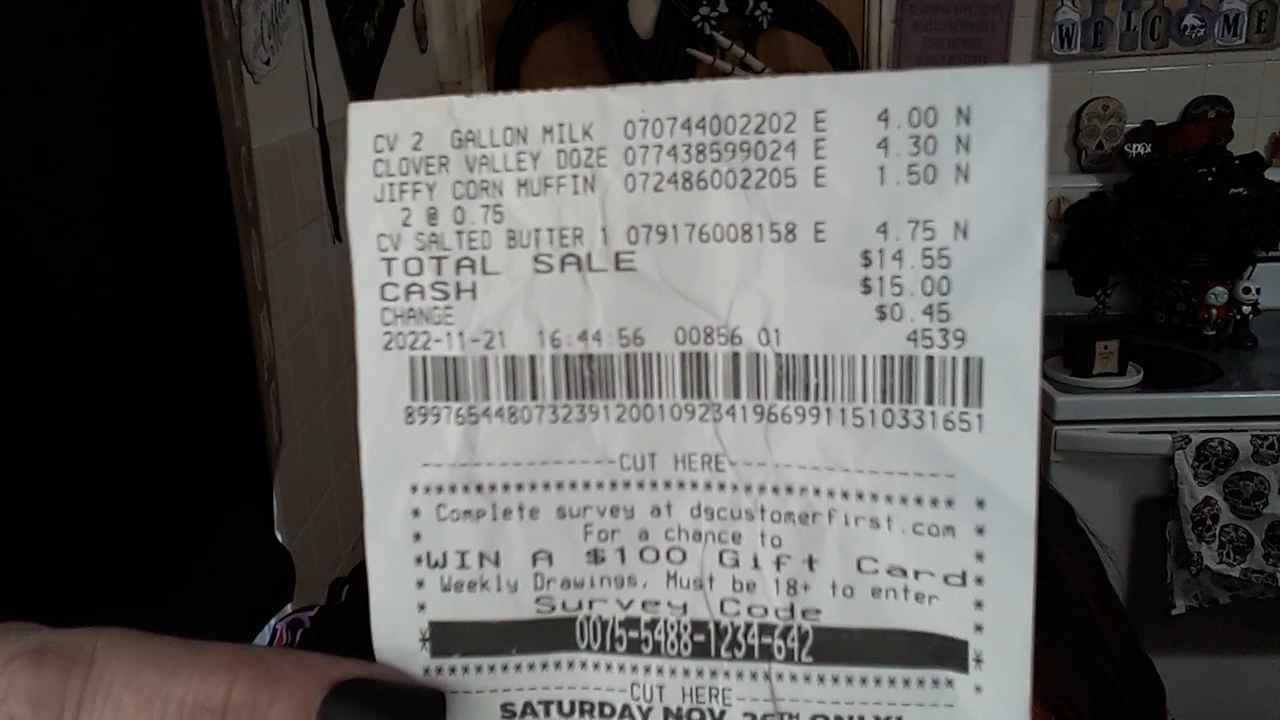 WELCOME
CV 2 GALLON MILK 070744002202 E 4.00 N
CLOVER VALLEY DOZE 077438599024 E 4.30 N
JIFFY CORN MUFFIN 072486002205 E 1.50 N
2 @ 0.75
CV SALTED BUTTER 1 079176008158 E 4.75 N
TOTAL SALE $14.55
CASH $15.00
CHANGE $0.45
2022-11-21 16:44:56 00856 01 4539
899765448073239120010923419669911510331651
---------------CUT HERE-----------------
* Complete survey at dgcustomerfirst.com *
* For a chance to *
*WIN A $100 Gift Card*
* Weekly Drawings, Must be 18+ to enter *
* Survey Code *
* 0075-5488-1234-642 *
---------------CUT HERE-----------------
SATURDAY NOV. 26TH ONLY!